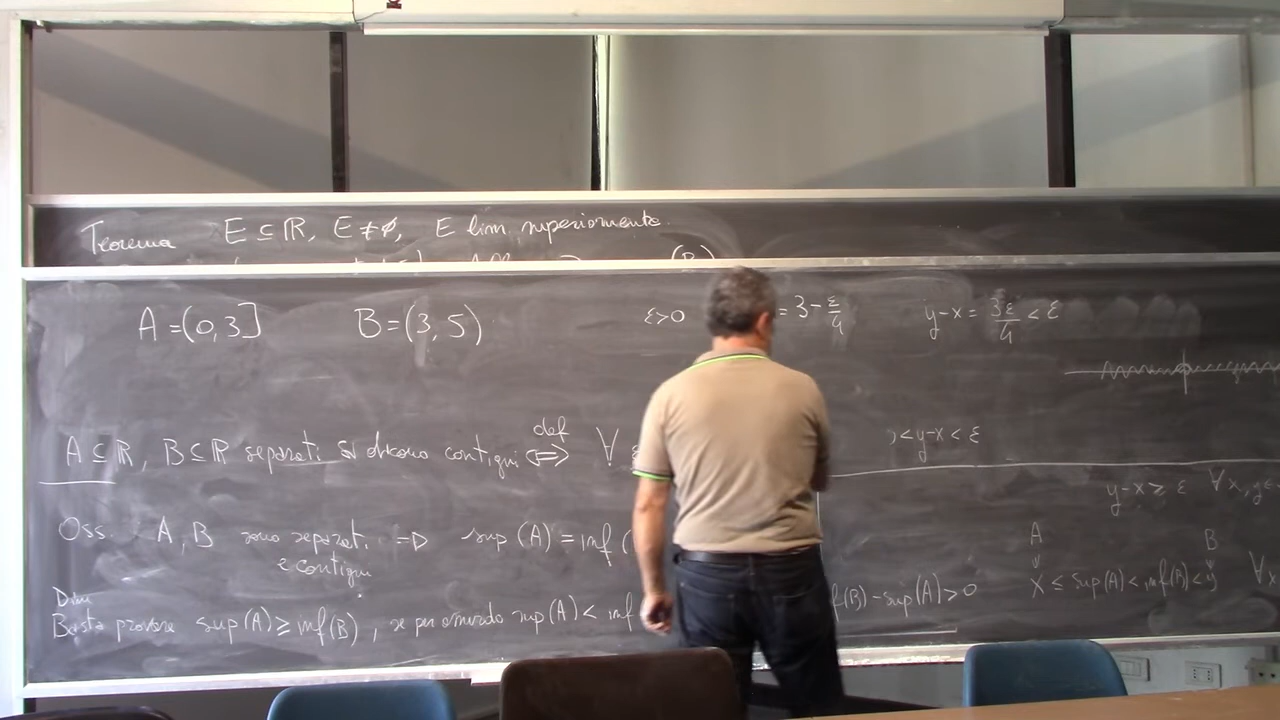 Teorema E ⊆ ℝ, E ≠ ∅, E lim. superiormente.
A = (0,3] B = (3,5) ε>0 = 3 - ε/4 y-x = 3ε/4 < ε
A ⊆ ℝ, B ⊆ ℝ separati si dicono contigui ⇐def⇒ ∀ <y-x < ε
y-x ≥ ε ∀x,y∈
Oss. A, B sono separati ⇒ sup(A) = inf( A B
e contigui
x ≤ sup(A) < inf(B) < y ∀x
Dim
Basta provare sup(A) ≥ inf(B), se per assurdo sup(A) < inf f(B) - sup(A) > 0